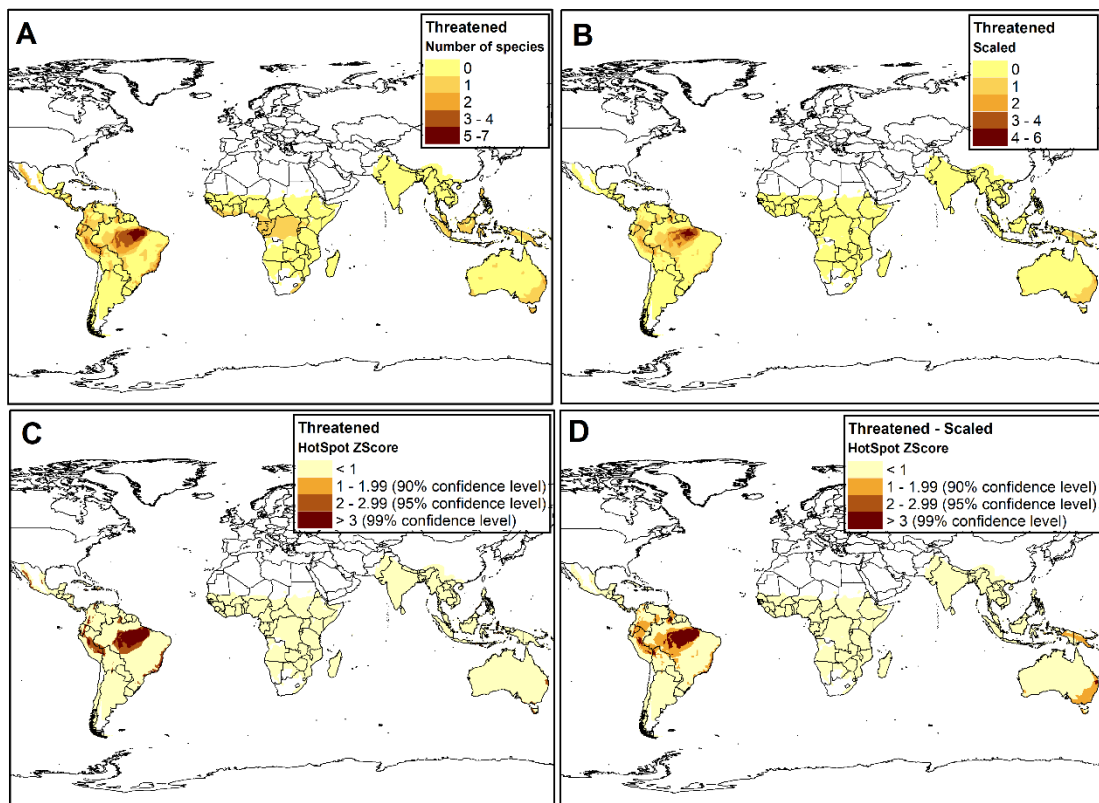 A
Threatened
Number of species
0
1
2
3 - 4
5 -7
B
Threatened
Scaled
0
1
2
3 - 4
4 - 6
C
Threatened
HotSpot ZScore
< 1
1 - 1.99 (90% confidence level)
2 - 2.99 (95% confidence level)
> 3 (99% confidence level)
D
Threatened - Scaled
HotSpot ZScore
< 1
1 - 1.99 (90% confidence level)
2 - 2.99 (95% confidence level)
> 3 (99% confidence level)